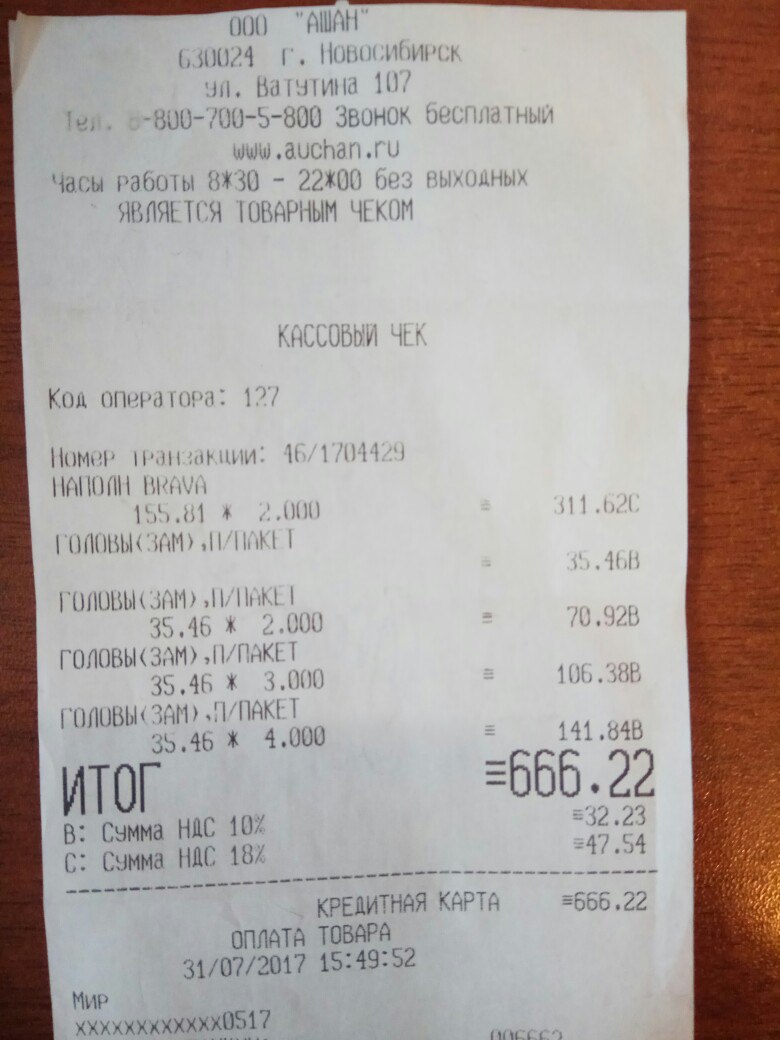 ООО "АШАН"
630024 г. Новосибирск
ул. Ватутина 107
Тел. 8-800-700-5-800 Звонок бесплатный
www.auchan.ru
Часы работы 8*30 - 22*00 без выходных
ЯВЛЯЕТСЯ ТОВАРНЫМ ЧЕКОМ
КАССОВЫЙ ЧЕК
Код оператора: 127
Номер транзакции: 46/1704429
НАПОЛН BRAVA
155.81 * 2.000 ≡ 311.62С
ГОЛОВЫ(ЗАМ),П/ПАКЕТ
≡ 35.46В
ГОЛОВЫ(ЗАМ),П/ПАКЕТ
35.46 * 2.000 ≡ 70.92В
ГОЛОВЫ(ЗАМ),П/ПАКЕТ
35.46 * 3.000 ≡ 106.38В
ГОЛОВЫ(ЗАМ),П/ПАКЕТ
35.46 * 4.000 ≡ 141.84В
ИТОГ ≡666.22
В: Сумма НДС 10% ≡32.23
С: Сумма НДС 18% ≡47.54
КРЕДИТНАЯ КАРТА ≡666.22
ОПЛАТА ТОВАРА
31/07/2017 15:49:52
Мир
xxxxxxxxxxxx0517